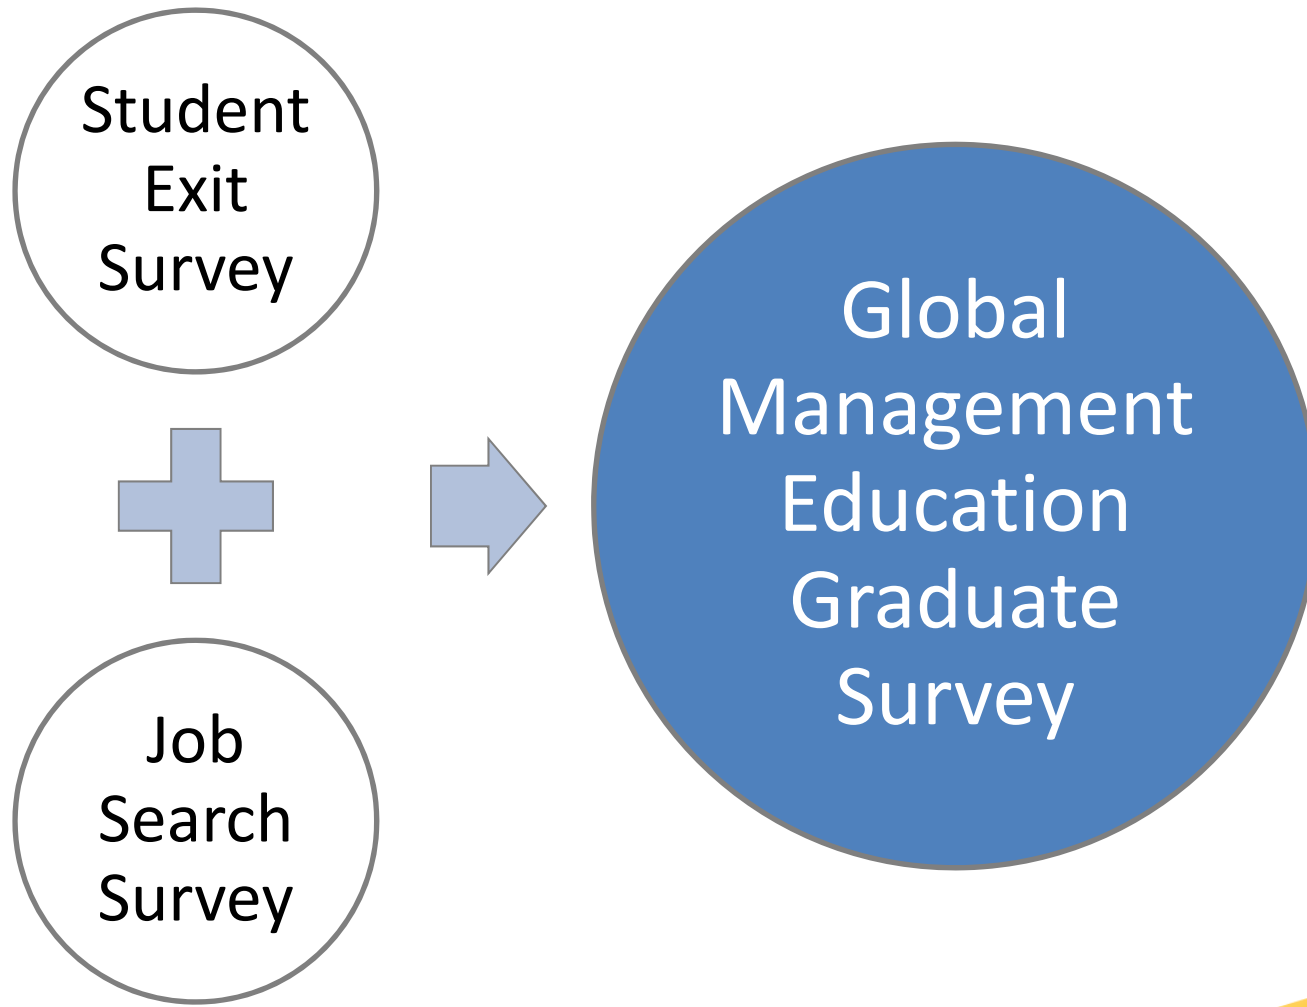 Student
Exit
Survey
Job
Search
Survey
Global
Management
Education
Graduate
Survey